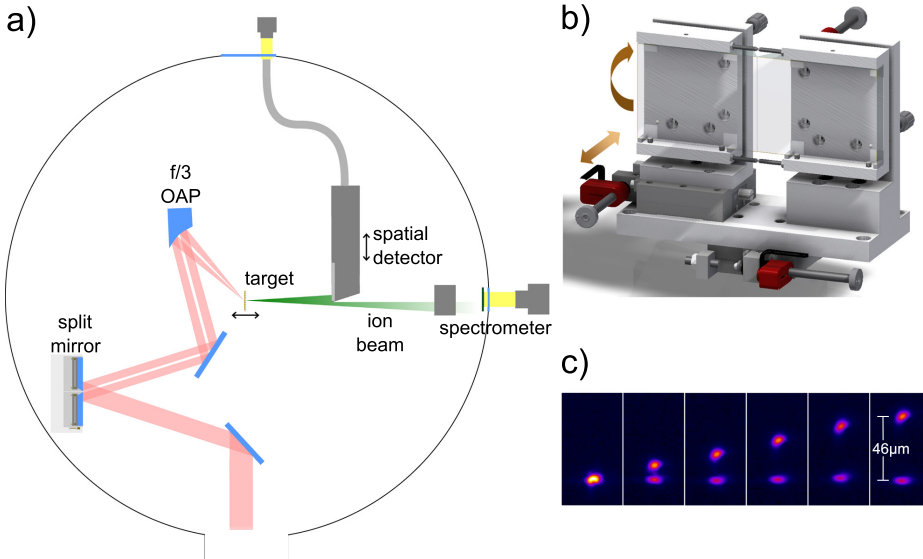 a)
f/3
OAP
spatial
detector
target
ion
beam
spectrometer
split
mirror
b)
c)
46μm